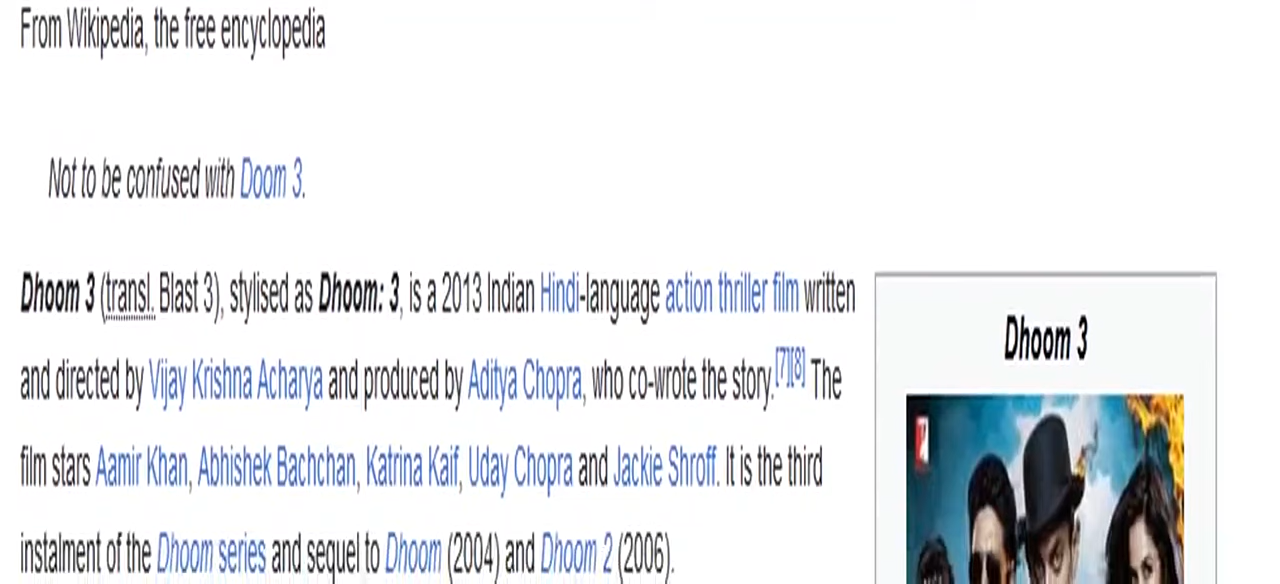 From Wikipedia, the free encyclopedia
Not to be confused with Doom 3.
Dhoom 3 (transl. Blast 3), stylised as Dhoom: 3, is a 2013 Indian Hindi-language action thriller film written
and directed by Vijay Krishna Acharya and produced by Aditya Chopra, who co-wrote the story.[7][8] The
film stars Aamir Khan, Abhishek Bachchan, Katrina Kaif, Uday Chopra and Jackie Shroff. It is the third
instalment of the Dhoom series and sequel to Dhoom (2004) and Dhoom 2 (2006).
Dhoom 3